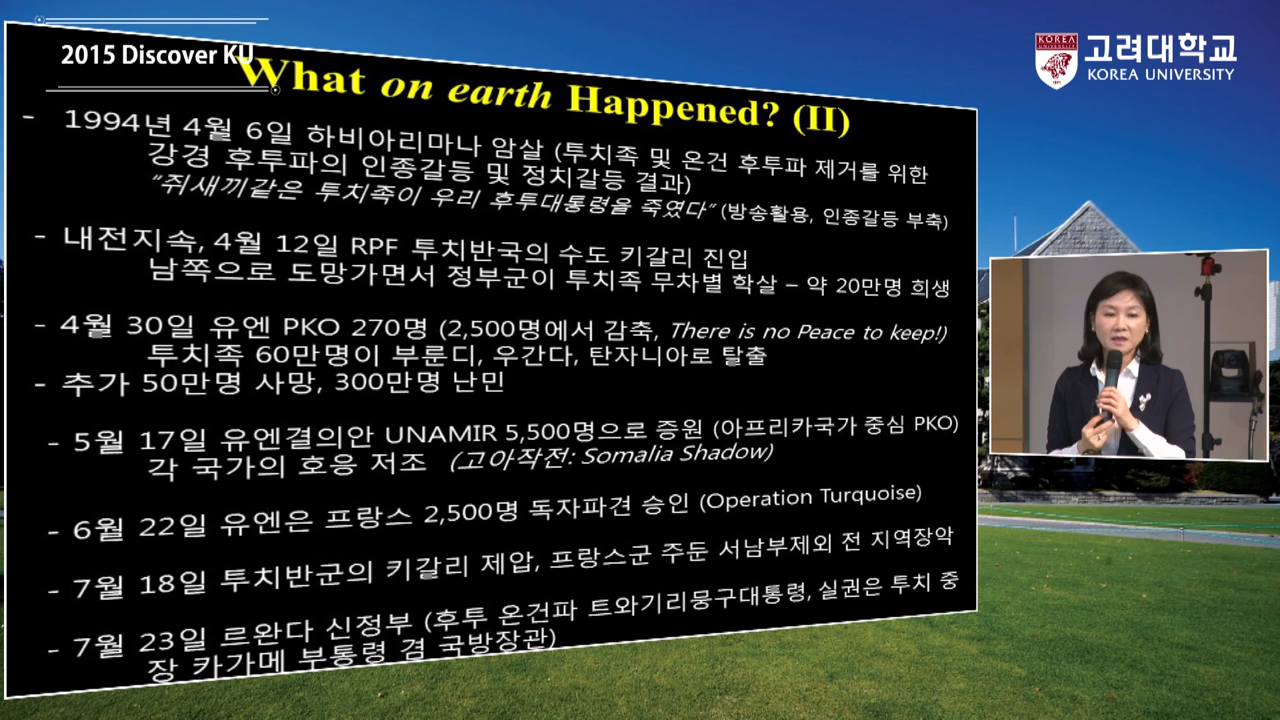 2015 Discover KU
고려대학교
KOREA UNIVERSITY
What on earth Happened? (II)
- 1994년 4월 6일 하비아리마나 암살 (투치족 및 온건 후투파 제거를 위한
강경 후투파의 인종갈등 및 정치갈등 결과)
“쥐새끼같은 투치족이 우리 후투대통령을 죽였다” (방송활용, 인종갈등 부축)
- 내전지속, 4월 12일 RPF 투치반국의 수도 키갈리 진입
남쪽으로 도망가면서 정부군이 투치족 무차별 학살 – 약 20만명 희생
- 4월 30일 유엔 PKO 270명 (2,500명에서 감축, There is no Peace to keep!)
투치족 60만명이 부룬디, 우간다, 탄자니아로 탈출
- 추가 50만명 사망, 300만명 난민
- 5월 17일 유엔결의안 UNAMIR 5,500명으로 증원 (아프리카국가 중심 PKO)
각 국가의 호응 저조 (고아작전: Somalia Shadow)
- 6월 22일 유엔은 프랑스 2,500명 독자파견 승인 (Operation Turquoise)
- 7월 18일 투치반군의 키갈리 제압, 프랑스군 주둔 서남부제외 전 지역장악
- 7월 23일 르완다 신정부 (후투 온건파 트와기리뭉구대통령, 실권은 투치 중
장 카가메 부통령 겸 국방장관)